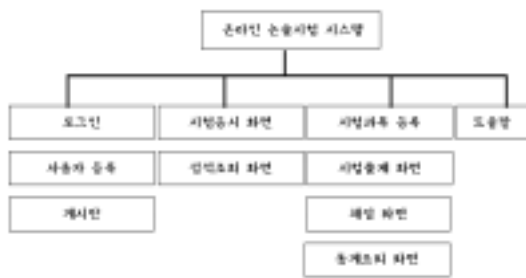 온라인 논술시험 시스템
로그인
시험응시 화면
시험과목 등록
도움말
사용자 등록
성적조회 화면
시험출제 화면
게시판
채점 화면
통계조회 화면